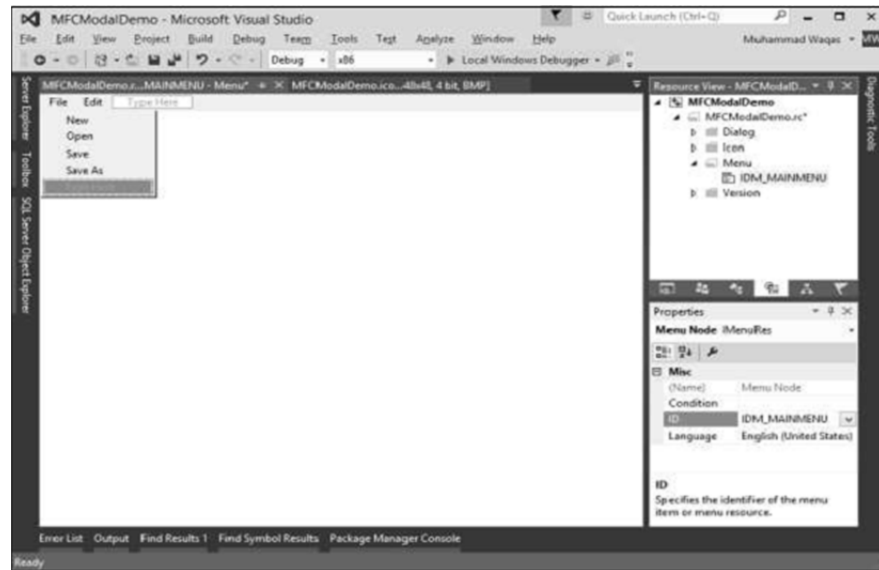 MFCModalDemo - Microsoft Visual Studio
Quick Launch (Ctrl+Q)
File Edit View Project Build Debug Team Tools Test Analyze Window Help
Muhammad Waqas
MW
Debug x86 Local Windows Debugger
Server Explorer
Toolbox
SQL Server Object Explorer
MFCModalDemo.r...MAINMENU - Menu* MFCModalDemo.ico...48x48, 4 bit, BMP]
File Edit Type Here
New
Open
Save
Save As
Type Here
Resource View - MFCModalD...
MFCModalDemo
MFCModalDemo.rc*
Dialog
Icon
Menu
IDM_MAINMENU
Version
Diagnostic Tools
Properties
Menu Node IMenuRes
Misc
(Name) Menu Node
Condition
ID IDM_MAINMENU
Language English (United States)
ID
Specifies the identifier of the menu
item or menu resource.
Error List Output Find Results 1 Find Symbol Results Package Manager Console
Ready